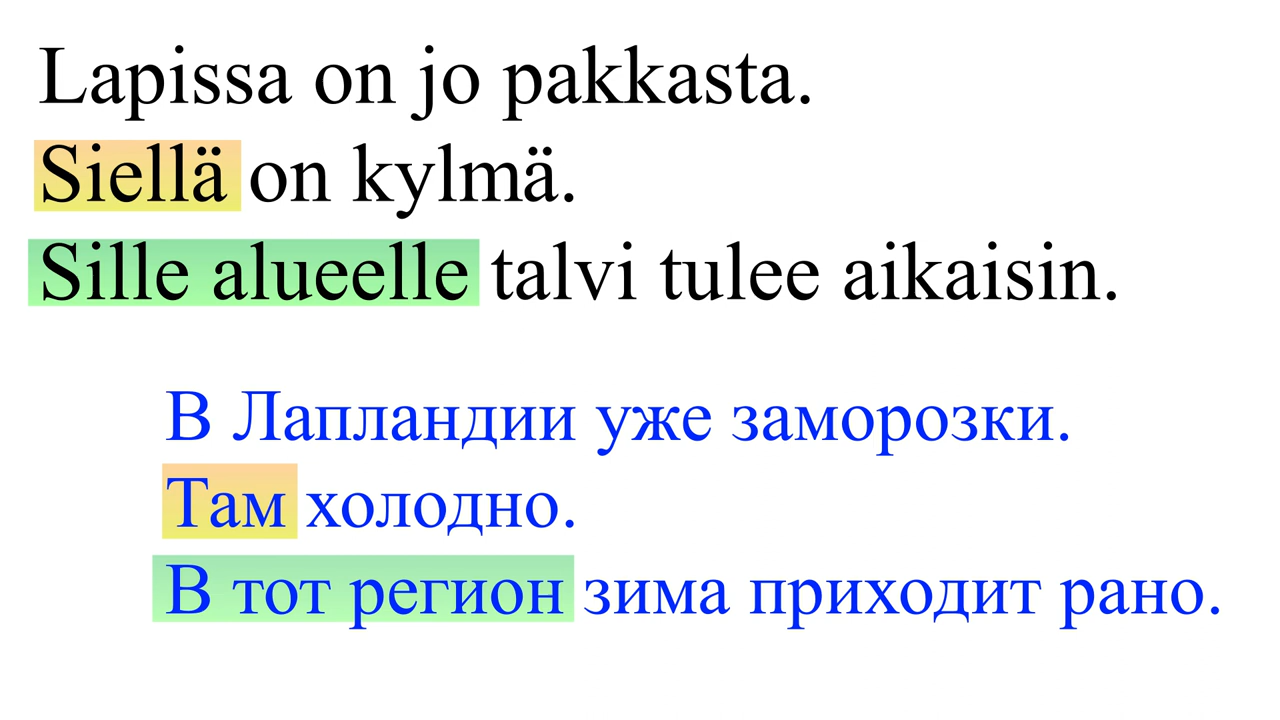 Lapissa on jo pakkasta.
Siellä on kylmä.
Sille alueelle talvi tulee aikaisin.
В Лапландии уже заморозки.
Там холодно.
В тот регион зима приходит рано.